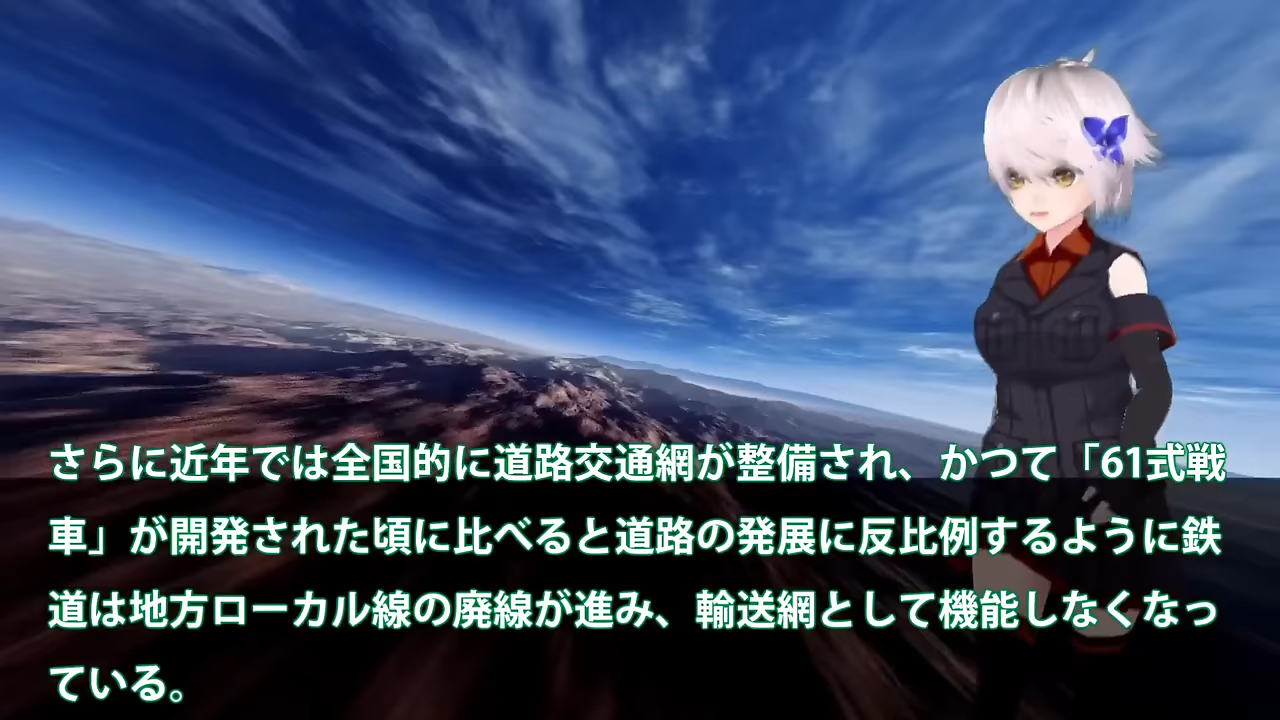 さらに近年では全国的に道路交通網が整備され、かつて「61式戦
車」が開発された頃に比べると道路の発展に反比例するように鉄
道は地方ローカル線の廃線が進み、輸送網として機能しなくなっ
ている。